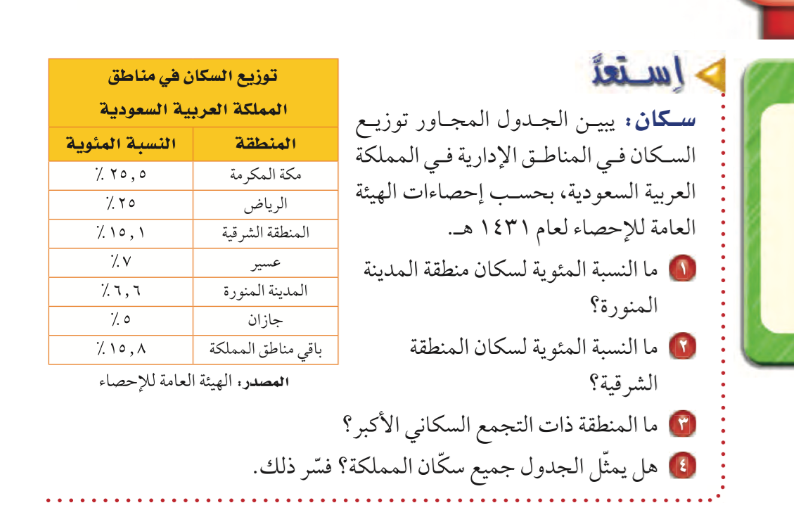 اِستعدَّ
سكان: يبين الجدول المجاور توزيع
السكان في المناطق الإدارية في المملكة
العربية السعودية، بحسب إحصاءات الهيئة
العامة للإحصاء لعام ١٤٣١ هـ.
١ ما النسبة المئوية لسكان منطقة المدينة
المنورة؟
٢ ما النسبة المئوية لسكان المنطقة
الشرقية؟
٣ ما المنطقة ذات التجمع السكاني الأكبر؟
٤ هل يمثّل الجدول جميع سكّان المملكة؟ فسّر ذلك.
توزيع السكان في مناطق
المملكة العربية السعودية
المنطقة النسبة المئوية
مكة المكرمة ٢٥,٥ ٪
الرياض ٢٥ ٪
المنطقة الشرقية ١٥,١ ٪
عسير ٧ ٪
المدينة المنورة ٦,٦ ٪
جازان ٥ ٪
باقي مناطق المملكة ١٥,٨ ٪
المصدر: الهيئة العامة للإحصاء